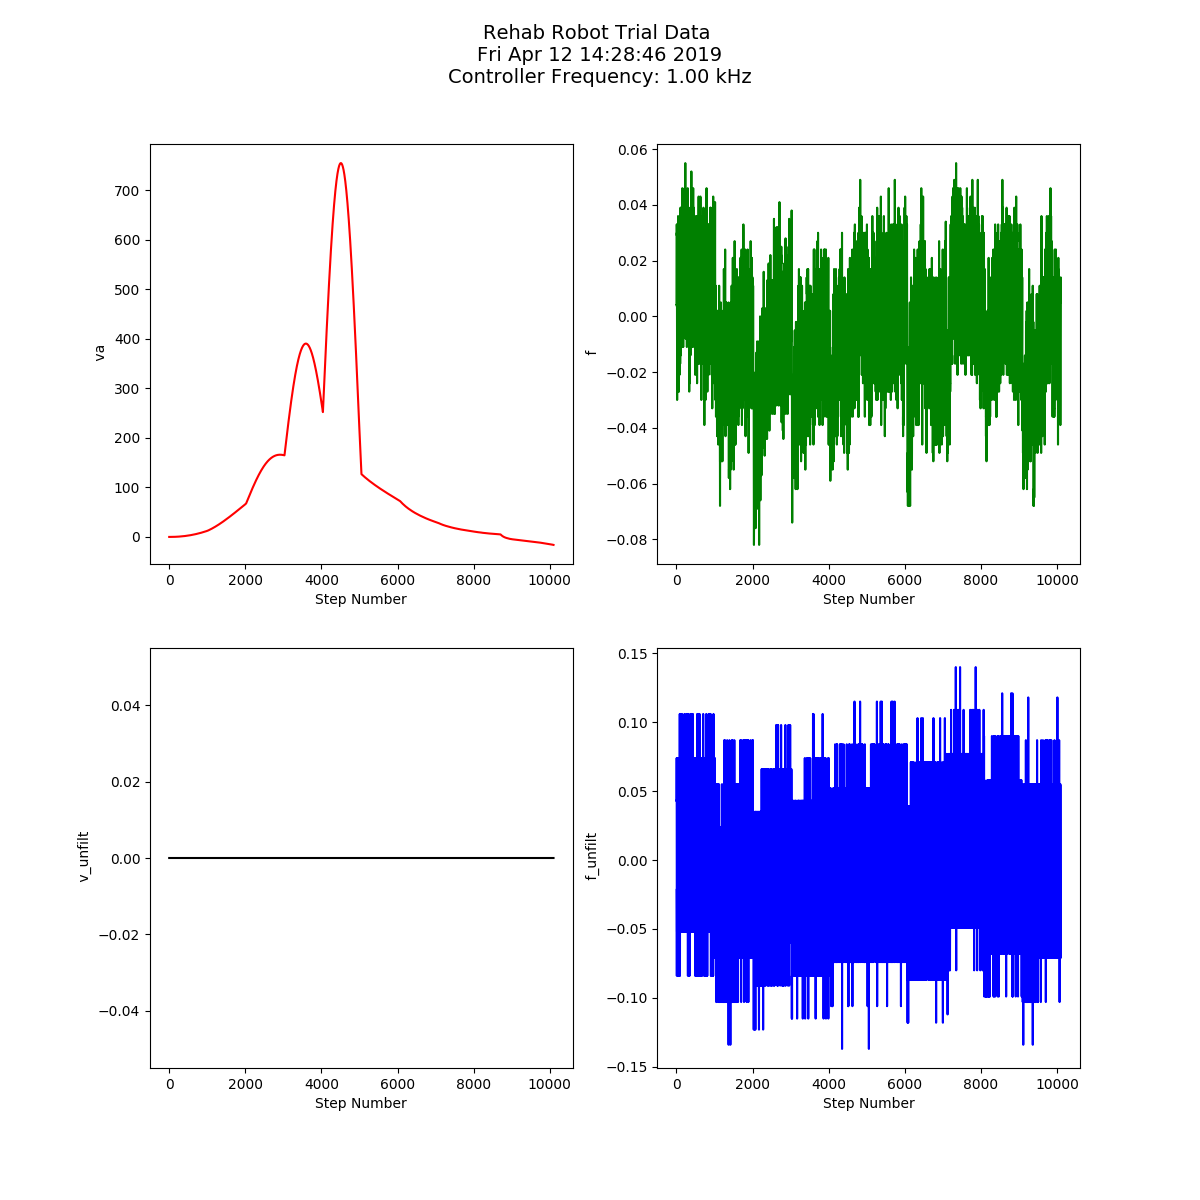 Rehab Robot Trial Data
Fri Apr 12 14:28:46 2019
Controller Frequency: 1.00 kHz
700
600
500
400
300
200
100
0
va
0 2000 4000 6000 8000 10000
Step Number
0.06
0.04
0.02
0.00
−0.02
−0.04
−0.06
−0.08
f
0 2000 4000 6000 8000 10000
Step Number
0.04
0.02
0.00
−0.02
−0.04
v_unfilt
0 2000 4000 6000 8000 10000
Step Number
0.15
0.10
0.05
0.00
−0.05
−0.10
−0.15
f_unfilt
0 2000 4000 6000 8000 10000
Step Number